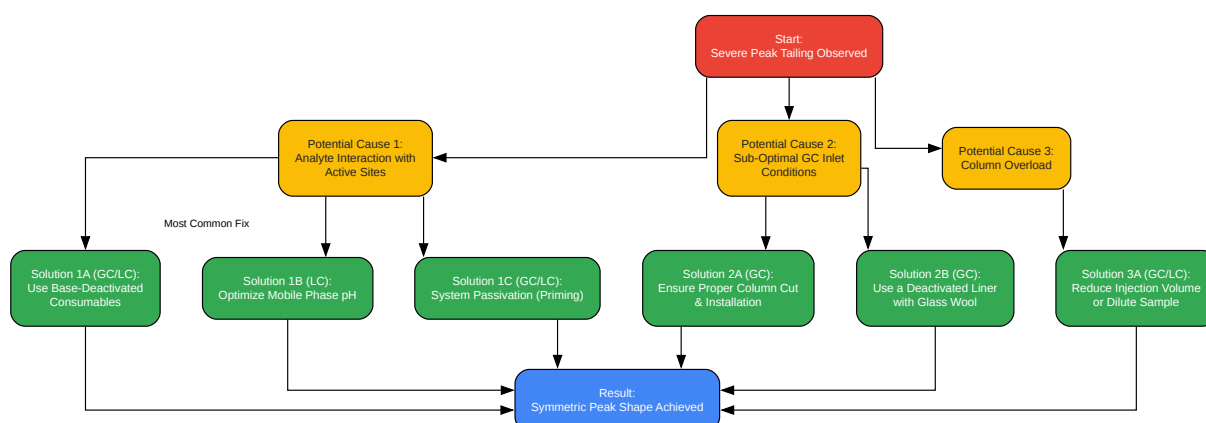 Start:
Severe Peak Tailing Observed
Potential Cause 1:
Analyte Interaction with
Active Sites
Potential Cause 2:
Sub-Optimal GC Inlet
Conditions
Potential Cause 3:
Column Overload
Most Common Fix
Solution 1A (GC/LC):
Use Base-Deactivated
Consumables
Solution 1B (LC):
Optimize Mobile Phase pH
Solution 1C (GC/LC):
System Passivation (Priming)
Solution 2A (GC):
Ensure Proper Column Cut
& Installation
Solution 2B (GC):
Use a Deactivated Liner
with Glass Wool
Solution 3A (GC/LC):
Reduce Injection Volume
or Dilute Sample
Result:
Symmetric Peak Shape Achieved